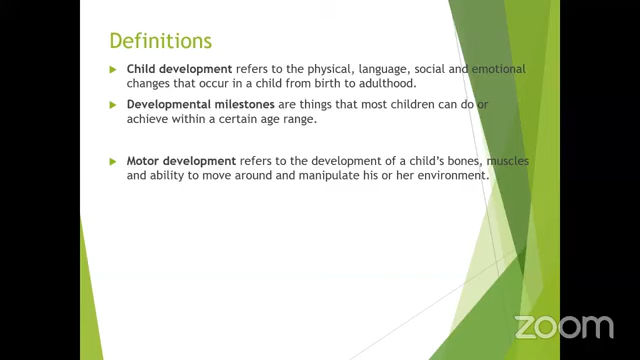 Definitions
Child development refers to the physical, language, social and emotional
changes that occur in a child from birth to adulthood.
Developmental milestones are things that most children can do or
achieve within a certain age range.
Motor development refers to the development of a child's bones, muscles
and ability to move around and manipulate his or her environment.
zoom